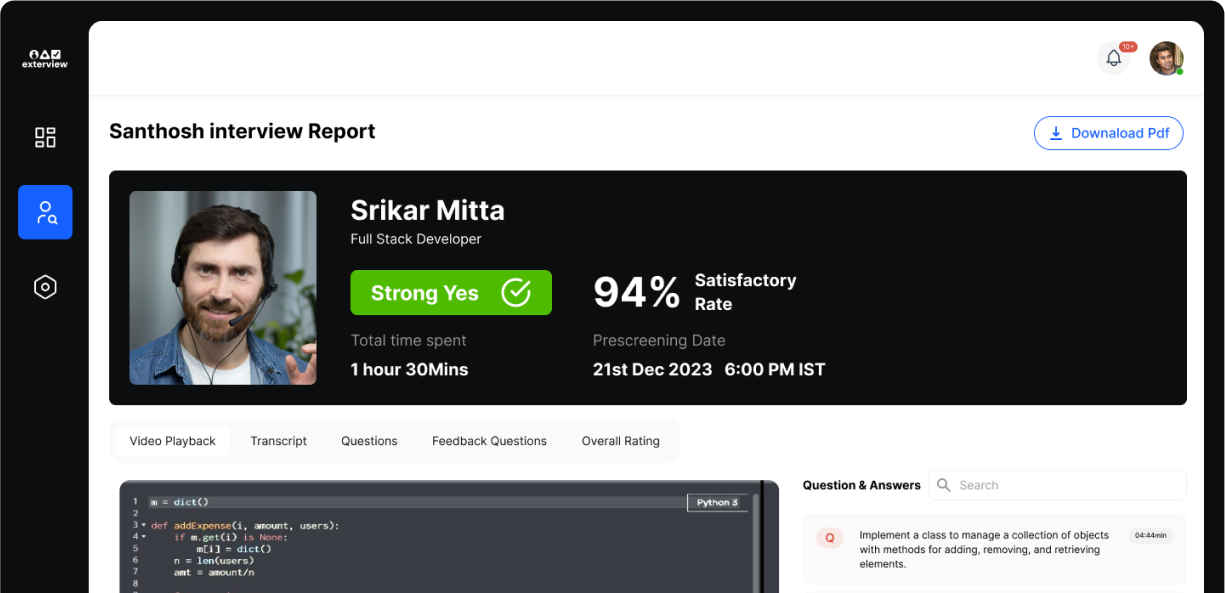 exterview
10+
Santhosh interview Report
Downaload Pdf
Srikar Mitta
Full Stack Developer
Strong Yes
94%
Satisfactory
Rate
Total time spent
Prescreening Date
1 hour 30Mins
21st Dec 2023 6:00 PM IST
Video Playback
Transcript
Questions
Feedback Questions
Overall Rating
Question & Answers
Search
1 m = dict()
Python 3
2
3 def addExpense(i, amount, users):
4 if m.get(i) is None:
5 m[i] = dict()
6 n = len(users)
7 amt = amount/n
8
Q
Implement a class to manage a collection of objects
with methods for adding, removing, and retrieving
elements.
04:44min